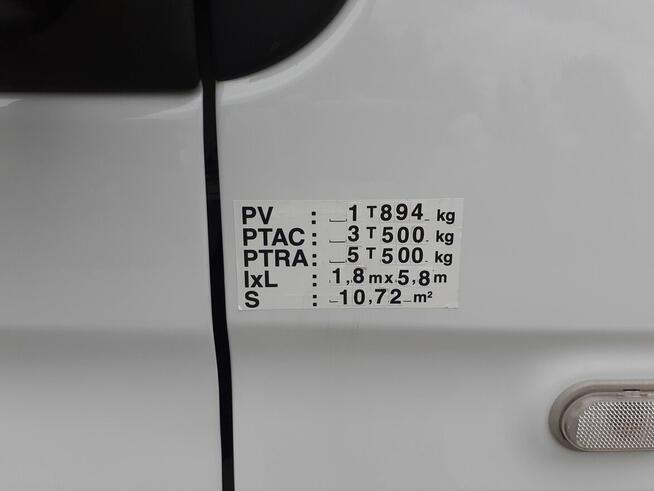 PV : 1 T 894 kg
PTAC : 3 T 500 kg
PTRA : 5 T 500 kg
lxL : 1,8 m x 5,8 m
S : 10,72 m²